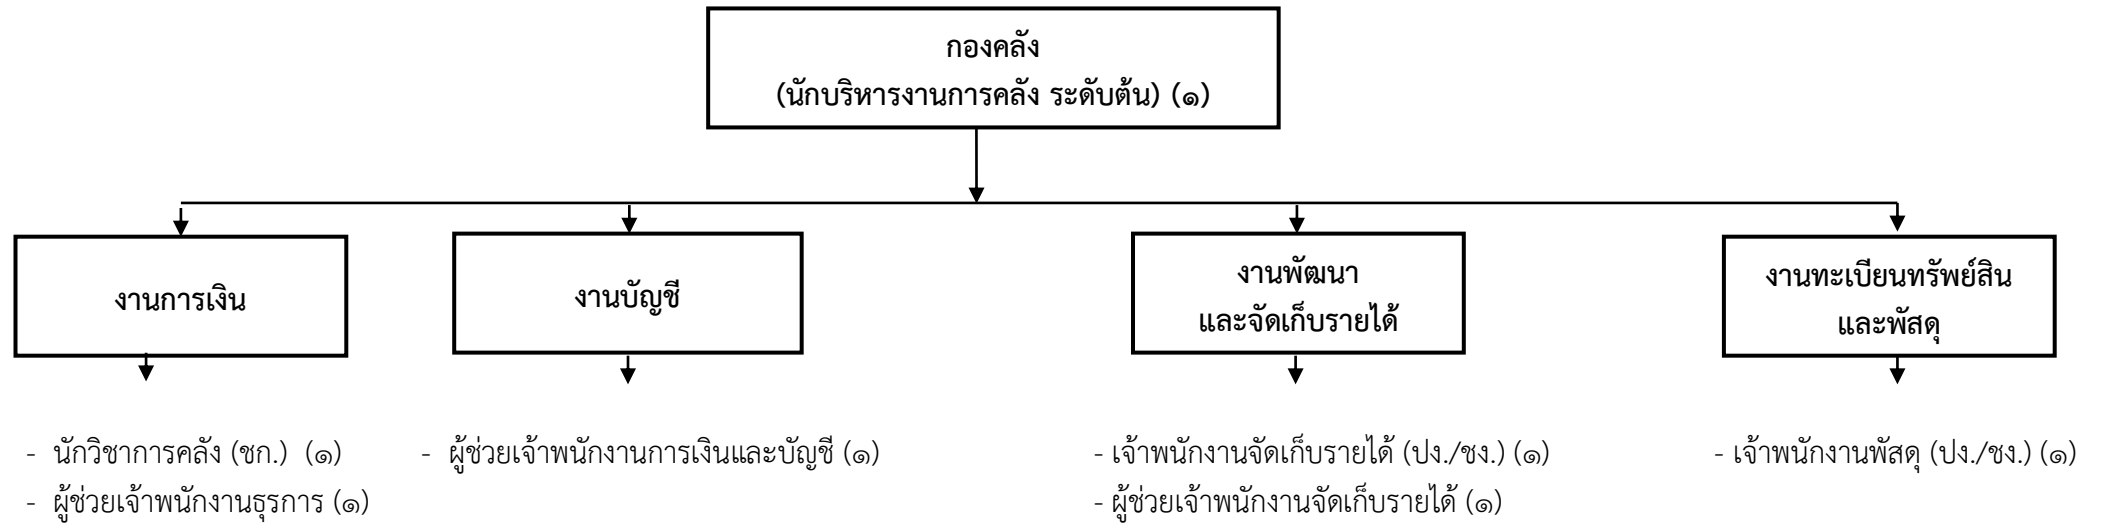 กองคลัง
(นักบริหารงานการคลัง ระดับต้น) (๑)
งานการเงิน
งานบัญชี
งานพัฒนา
และจัดเก็บรายได้
งานทะเบียนทรัพย์สิน
และพัสดุ
- นักวิชาการคลัง (ชก.) (๑)
- ผู้ช่วยเจ้าพนักงานธุรการ (๑)
- ผู้ช่วยเจ้าพนักงานการเงินและบัญชี (๑)
- เจ้าพนักงานจัดเก็บรายได้ (ปง./ชง.) (๑)
- ผู้ช่วยเจ้าพนักงานจัดเก็บรายได้ (๑)
- เจ้าพนักงานพัสดุ (ปง./ชง.) (๑)